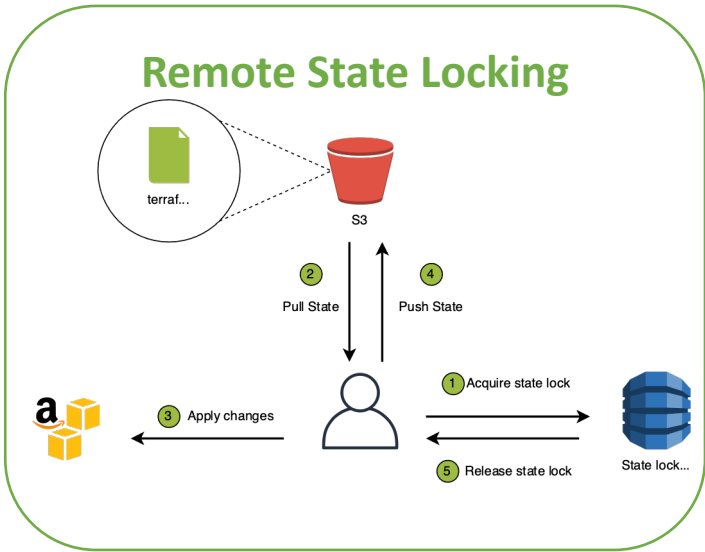 Remote State Locking
terraf...
S3
2
4
Pull State
Push State
1
Acquire state lock
a
3
Apply changes
State lock...
5
Release state lock